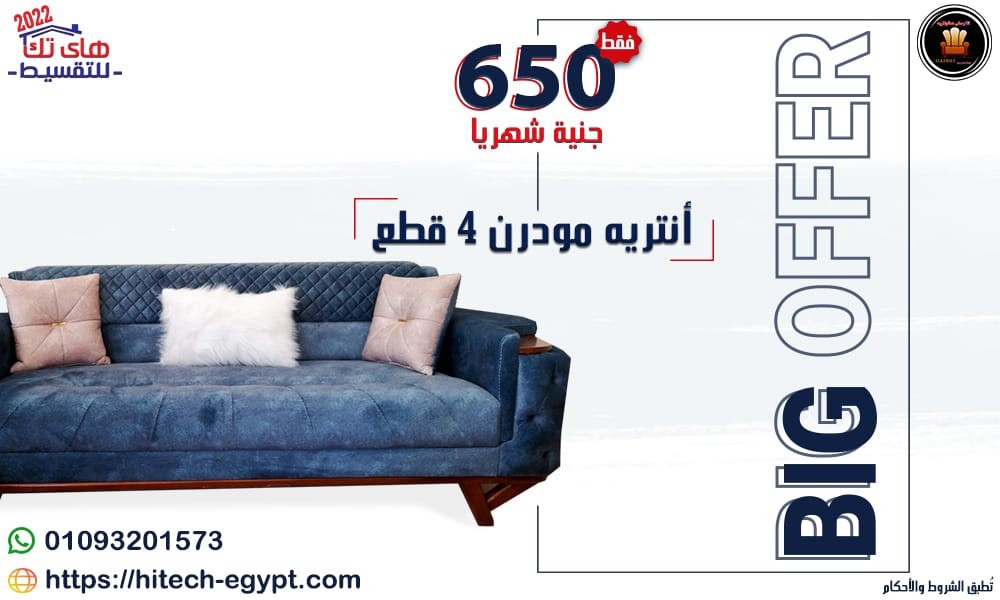 2022
هاى تك
- للتقسيط -
فقط
650
جنية شهريا
أنتريه مودرن 4 قطع
BIG OFFER
01093201573
https://hitech-egypt.com
تُطبق الشروط والأحكام